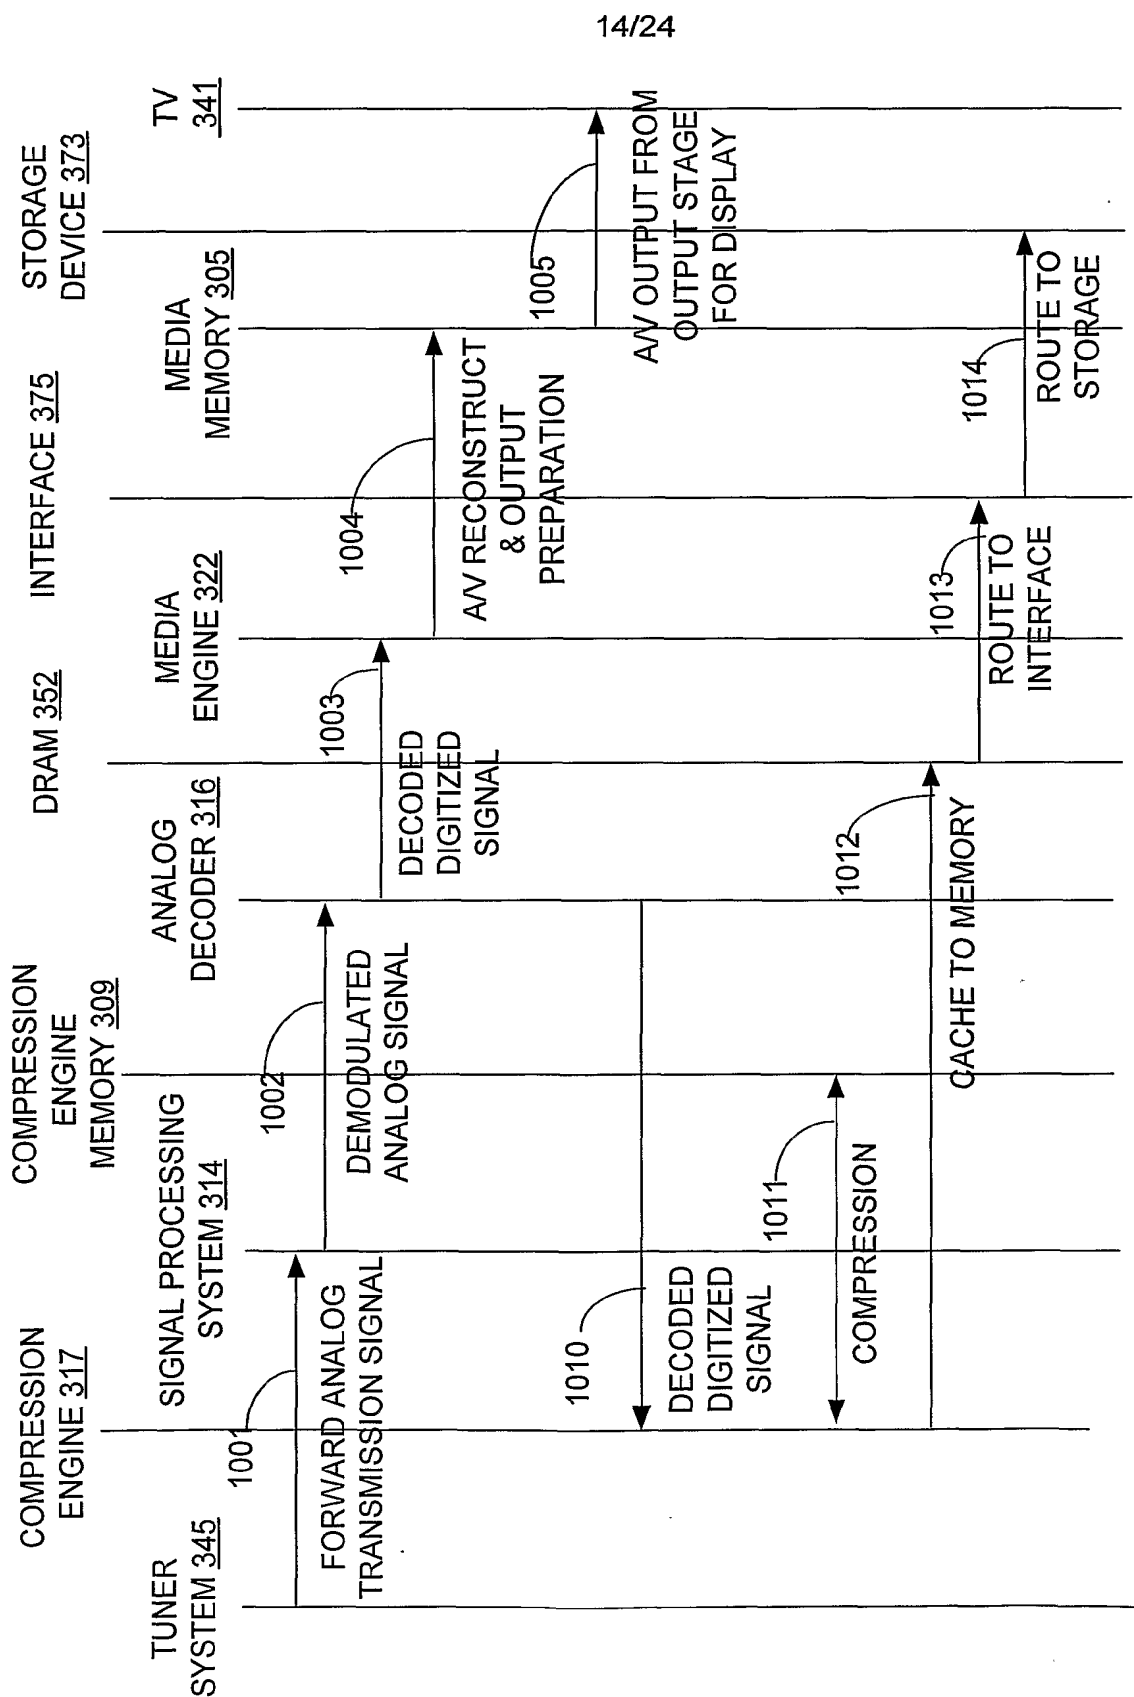 14/24
TUNER
SYSTEM 345
COMPRESSION
ENGINE 317
SIGNAL PROCESSING
SYSTEM 314
COMPRESSION
ENGINE
MEMORY 309
ANALOG
DECODER 316
DRAM 352
MEDIA
ENGINE 322
INTERFACE 375
MEDIA
MEMORY 305
STORAGE
DEVICE 373
TV
341
1001
FORWARD ANALOG
TRANSMISSION SIGNAL
1002
DEMODULATED
ANALOG SIGNAL
1003
DECODED
DIGITIZED
SIGNAL
1004
A/V RECONSTRUCT
& OUTPUT
PREPARATION
1005
A/V OUTPUT FROM
OUTPUT STAGE
FOR DISPLAY
1010
DECODED
DIGITIZED
SIGNAL
1011
COMPRESSION
1012
CACHE TO MEMORY
1013
ROUTE TO
INTERFACE
1014
ROUTE TO
STORAGE